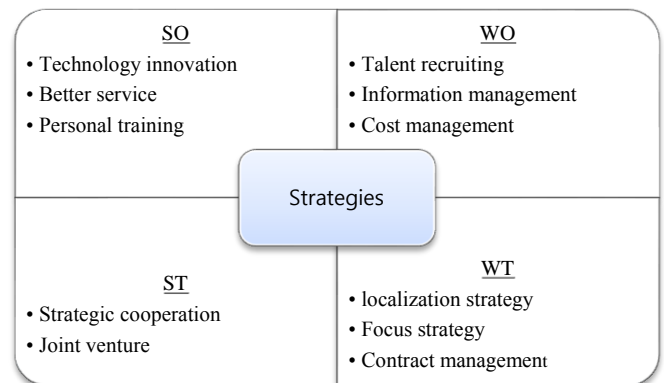 SO
• Technology innovation
• Better service
• Personal training
WO
• Talent recruiting
• Information management
• Cost management
Strategies
ST
• Strategic cooperation
• Joint venture
WT
• localization strategy
• Focus strategy
• Contract management